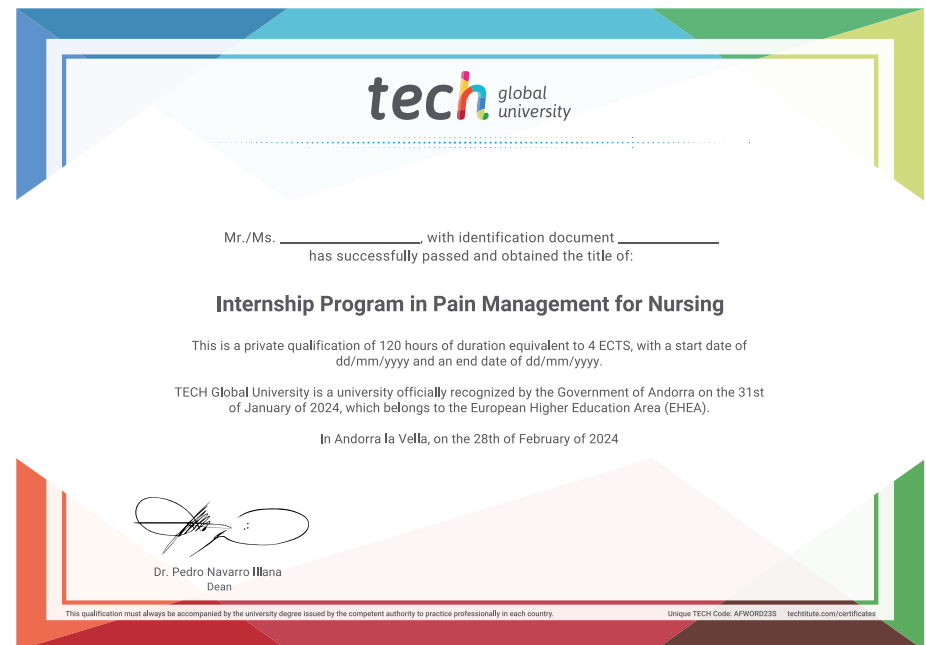 tech global
university
Mr./Ms. ____________________, with identification document ______________
has successfully passed and obtained the title of:
Internship Program in Pain Management for Nursing
This is a private qualification of 120 hours of duration equivalent to 4 ECTS, with a start date of
dd/mm/yyyy and an end date of dd/mm/yyyy.
TECH Global University is a university officially recognized by the Government of Andorra on the 31st
of January of 2024, which belongs to the European Higher Education Area (EHEA).
In Andorra la Vella, on the 28th of February of 2024
Dr. Pedro Navarro Illana
Dean
This qualification must always be accompanied by the university degree issued by the competent authority to practice professionally in each country. Unique TECH Code: AFWORD23S techtitute.com/certificates